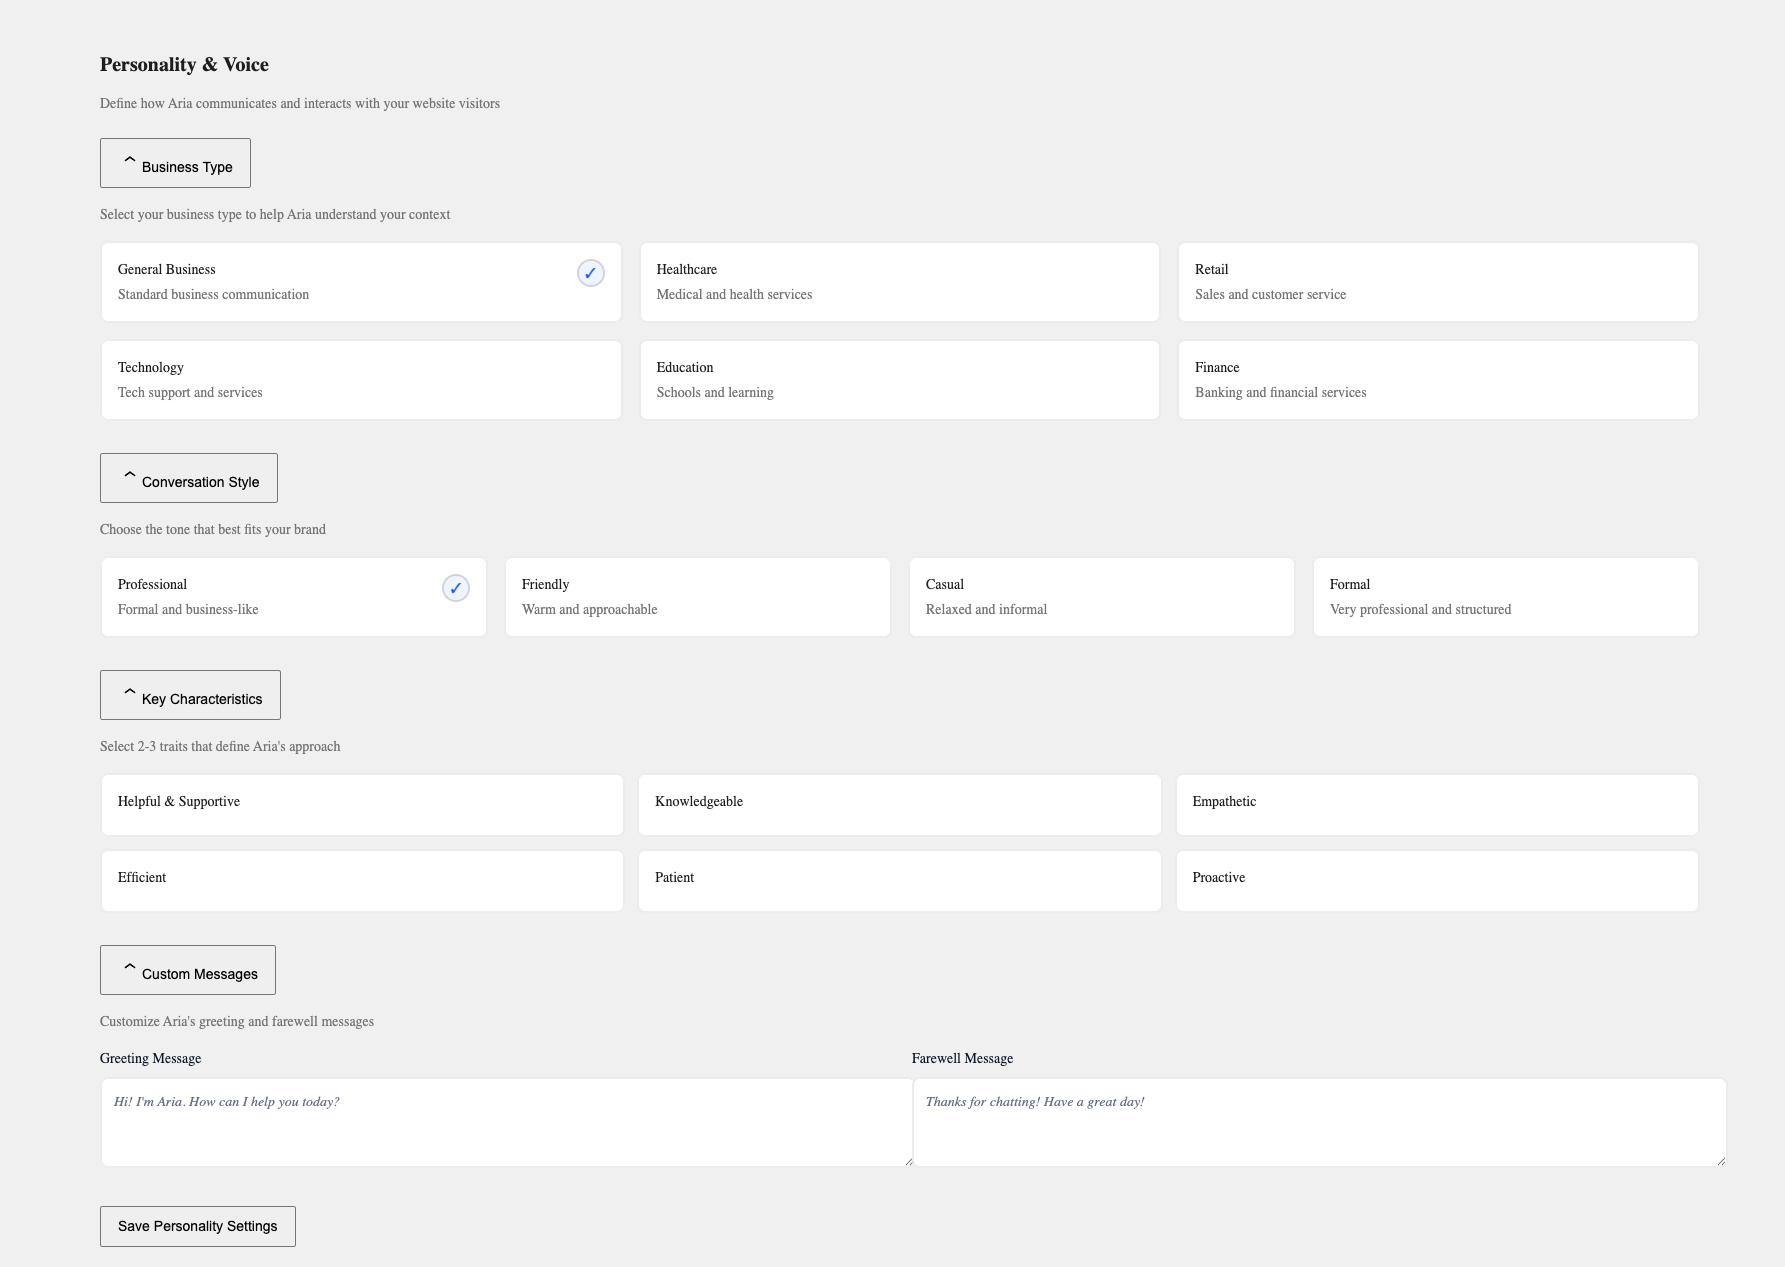 Personality & Voice
Define how Aria communicates and interacts with your website visitors
Business Type
Select your business type to help Aria understand your context
General Business
Standard business communication
✓
Healthcare
Medical and health services
Retail
Sales and customer service
Technology
Tech support and services
Education
Schools and learning
Finance
Banking and financial services
Conversation Style
Choose the tone that best fits your brand
Professional
Formal and business-like
✓
Friendly
Warm and approachable
Casual
Relaxed and informal
Formal
Very professional and structured
Key Characteristics
Select 2-3 traits that define Aria's approach
Helpful & Supportive
Knowledgeable
Empathetic
Efficient
Patient
Proactive
Custom Messages
Customize Aria's greeting and farewell messages
Greeting Message
Hi! I'm Aria. How can I help you today?
Farewell Message
Thanks for chatting! Have a great day!
Save Personality Settings